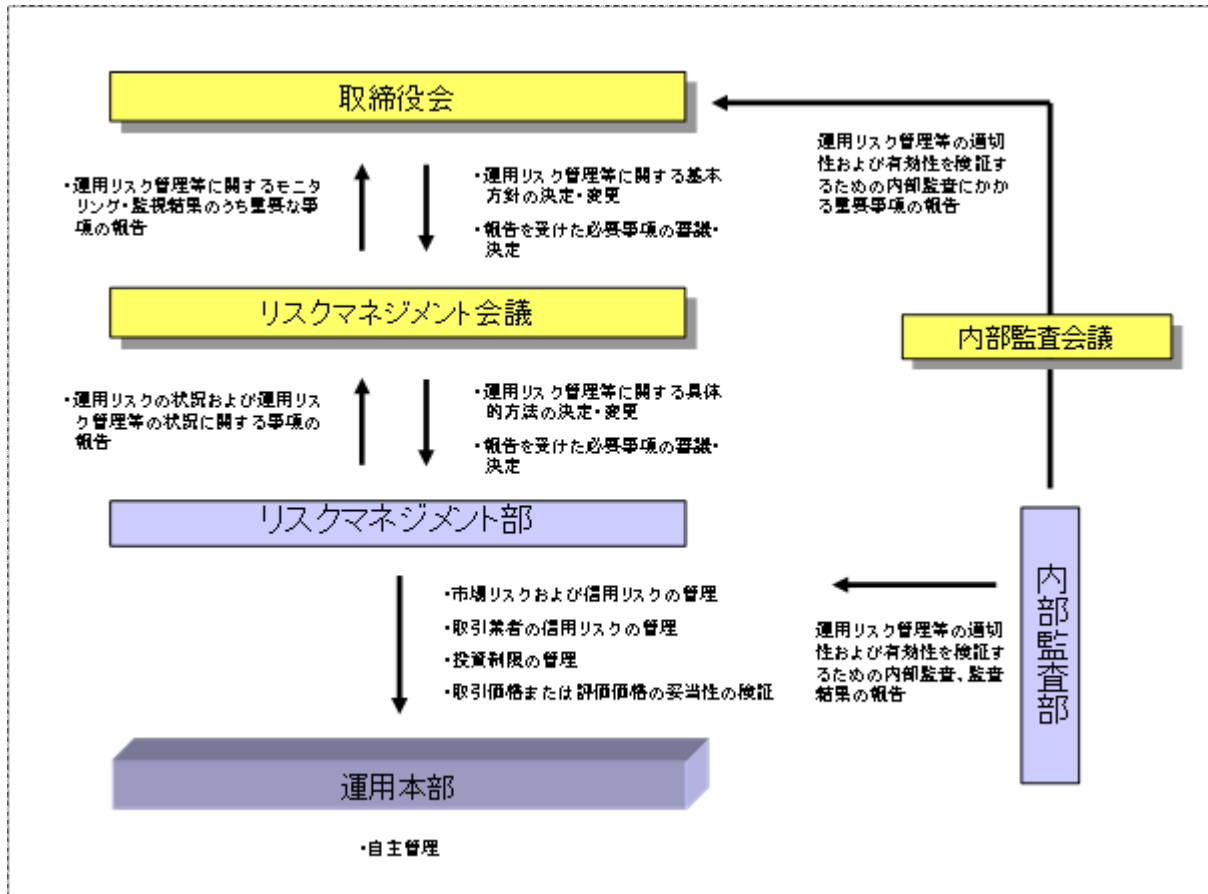 取締役会
・運用リスク管理等に関するモニ
タリング・監視結果のうち重要な事
項の報告
・運用リスク管理等に関する基本
方針の決定・変更
・報告を受けた必要事項の審議・
決定
運用リスク管理等の適切
性および有効性を検証す
るための内部監査にかか
る重要事項の報告
リスクマネジメント会議
内部監査会議
・運用リスクの状況および運用リス
ク管理等の状況に関する事項の
報告
・運用リスク管理等に関する具体
的方法の決定・変更
・報告を受けた必要事項の審議・
決定
リスクマネジメント部
・市場リスクおよび信用リスクの管理
・取引業者の信用リスクの管理
・投資制限の管理
・取引価格または評価価格の妥当性の検証
運用リスク管理等の適切
性および有効性を検証す
るための内部監査、監査
結果の報告
内部監査部
運用本部
・自主管理